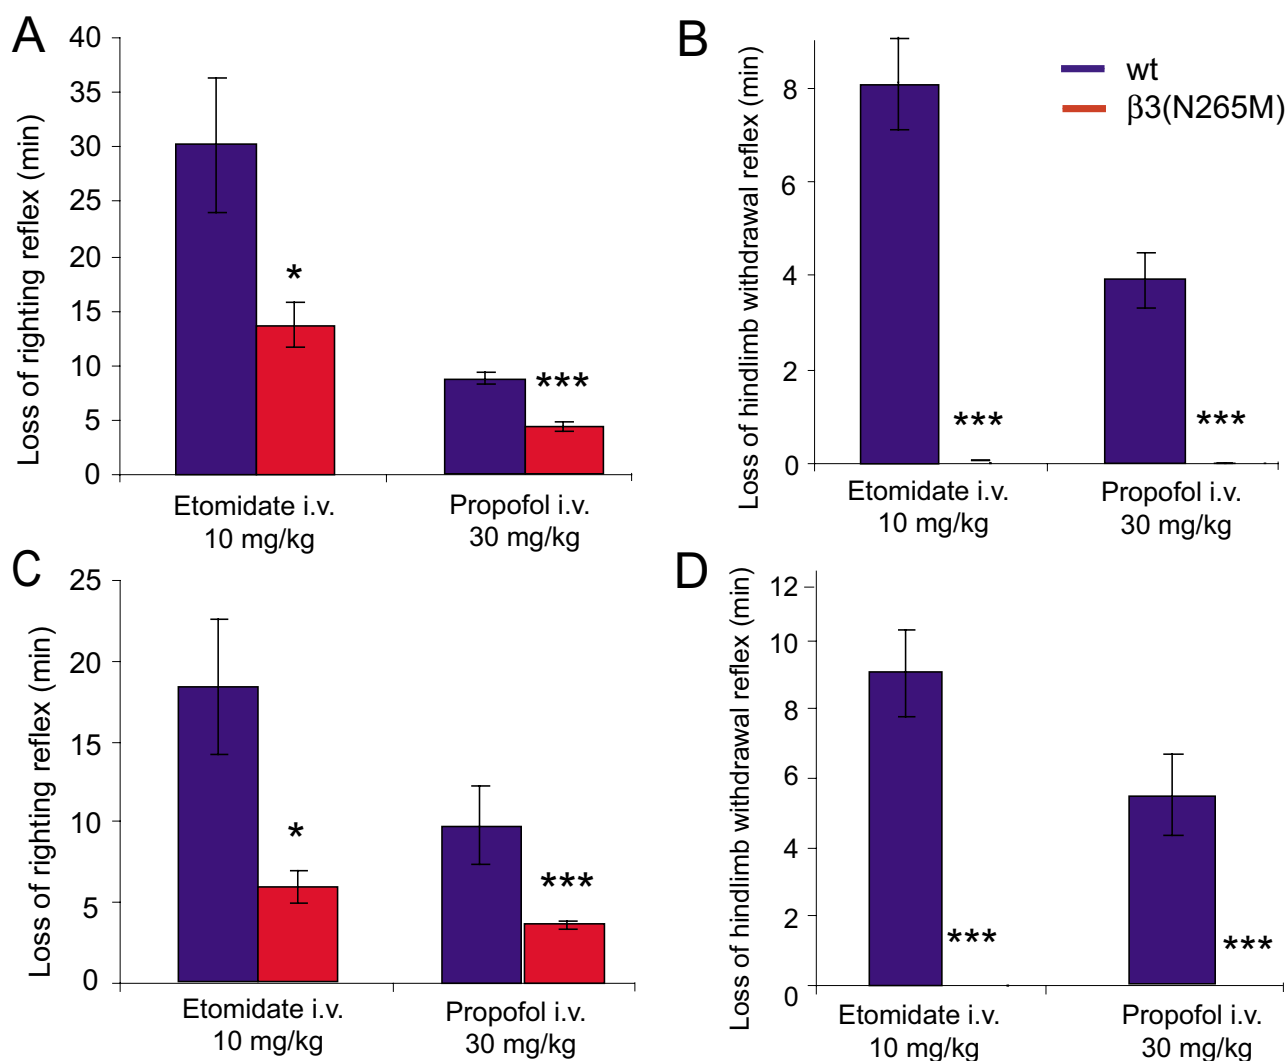 A
Loss of righting reflex (min)
40
35
30
25
20
15
10
5
0
*
***
Etomidate i.v.
10 mg/kg
Propofol i.v.
30 mg/kg
B
Loss of hindlimb withdrawal reflex (min)
8
6
4
2
0
wt
β3(N265M)
***
***
Etomidate i.v.
10 mg/kg
Propofol i.v.
30 mg/kg
C
Loss of righting reflex (min)
25
20
15
10
5
0
*
***
Etomidate i.v.
10 mg/kg
Propofol i.v.
30 mg/kg
D
Loss of hindlimb withdrawal reflex (min)
12
10
8
6
4
2
0
***
***
Etomidate i.v.
10 mg/kg
Propofol i.v.
30 mg/kg